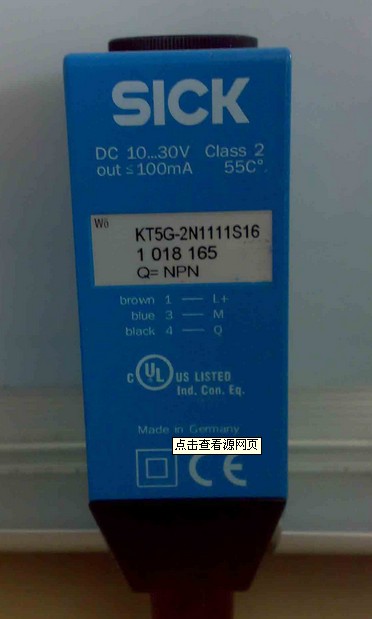 SICK
DC 10...30V Class 2
out ≤100mA 55C°
Wö
KT5G-2N1111S16
1 018 165
Q= NPN
brown 1 — L+
blue 3 — M
black 4 — Q
C UL US LISTED
Ind. Con. Eq.
Made in Germany
点击查看源网页
CE